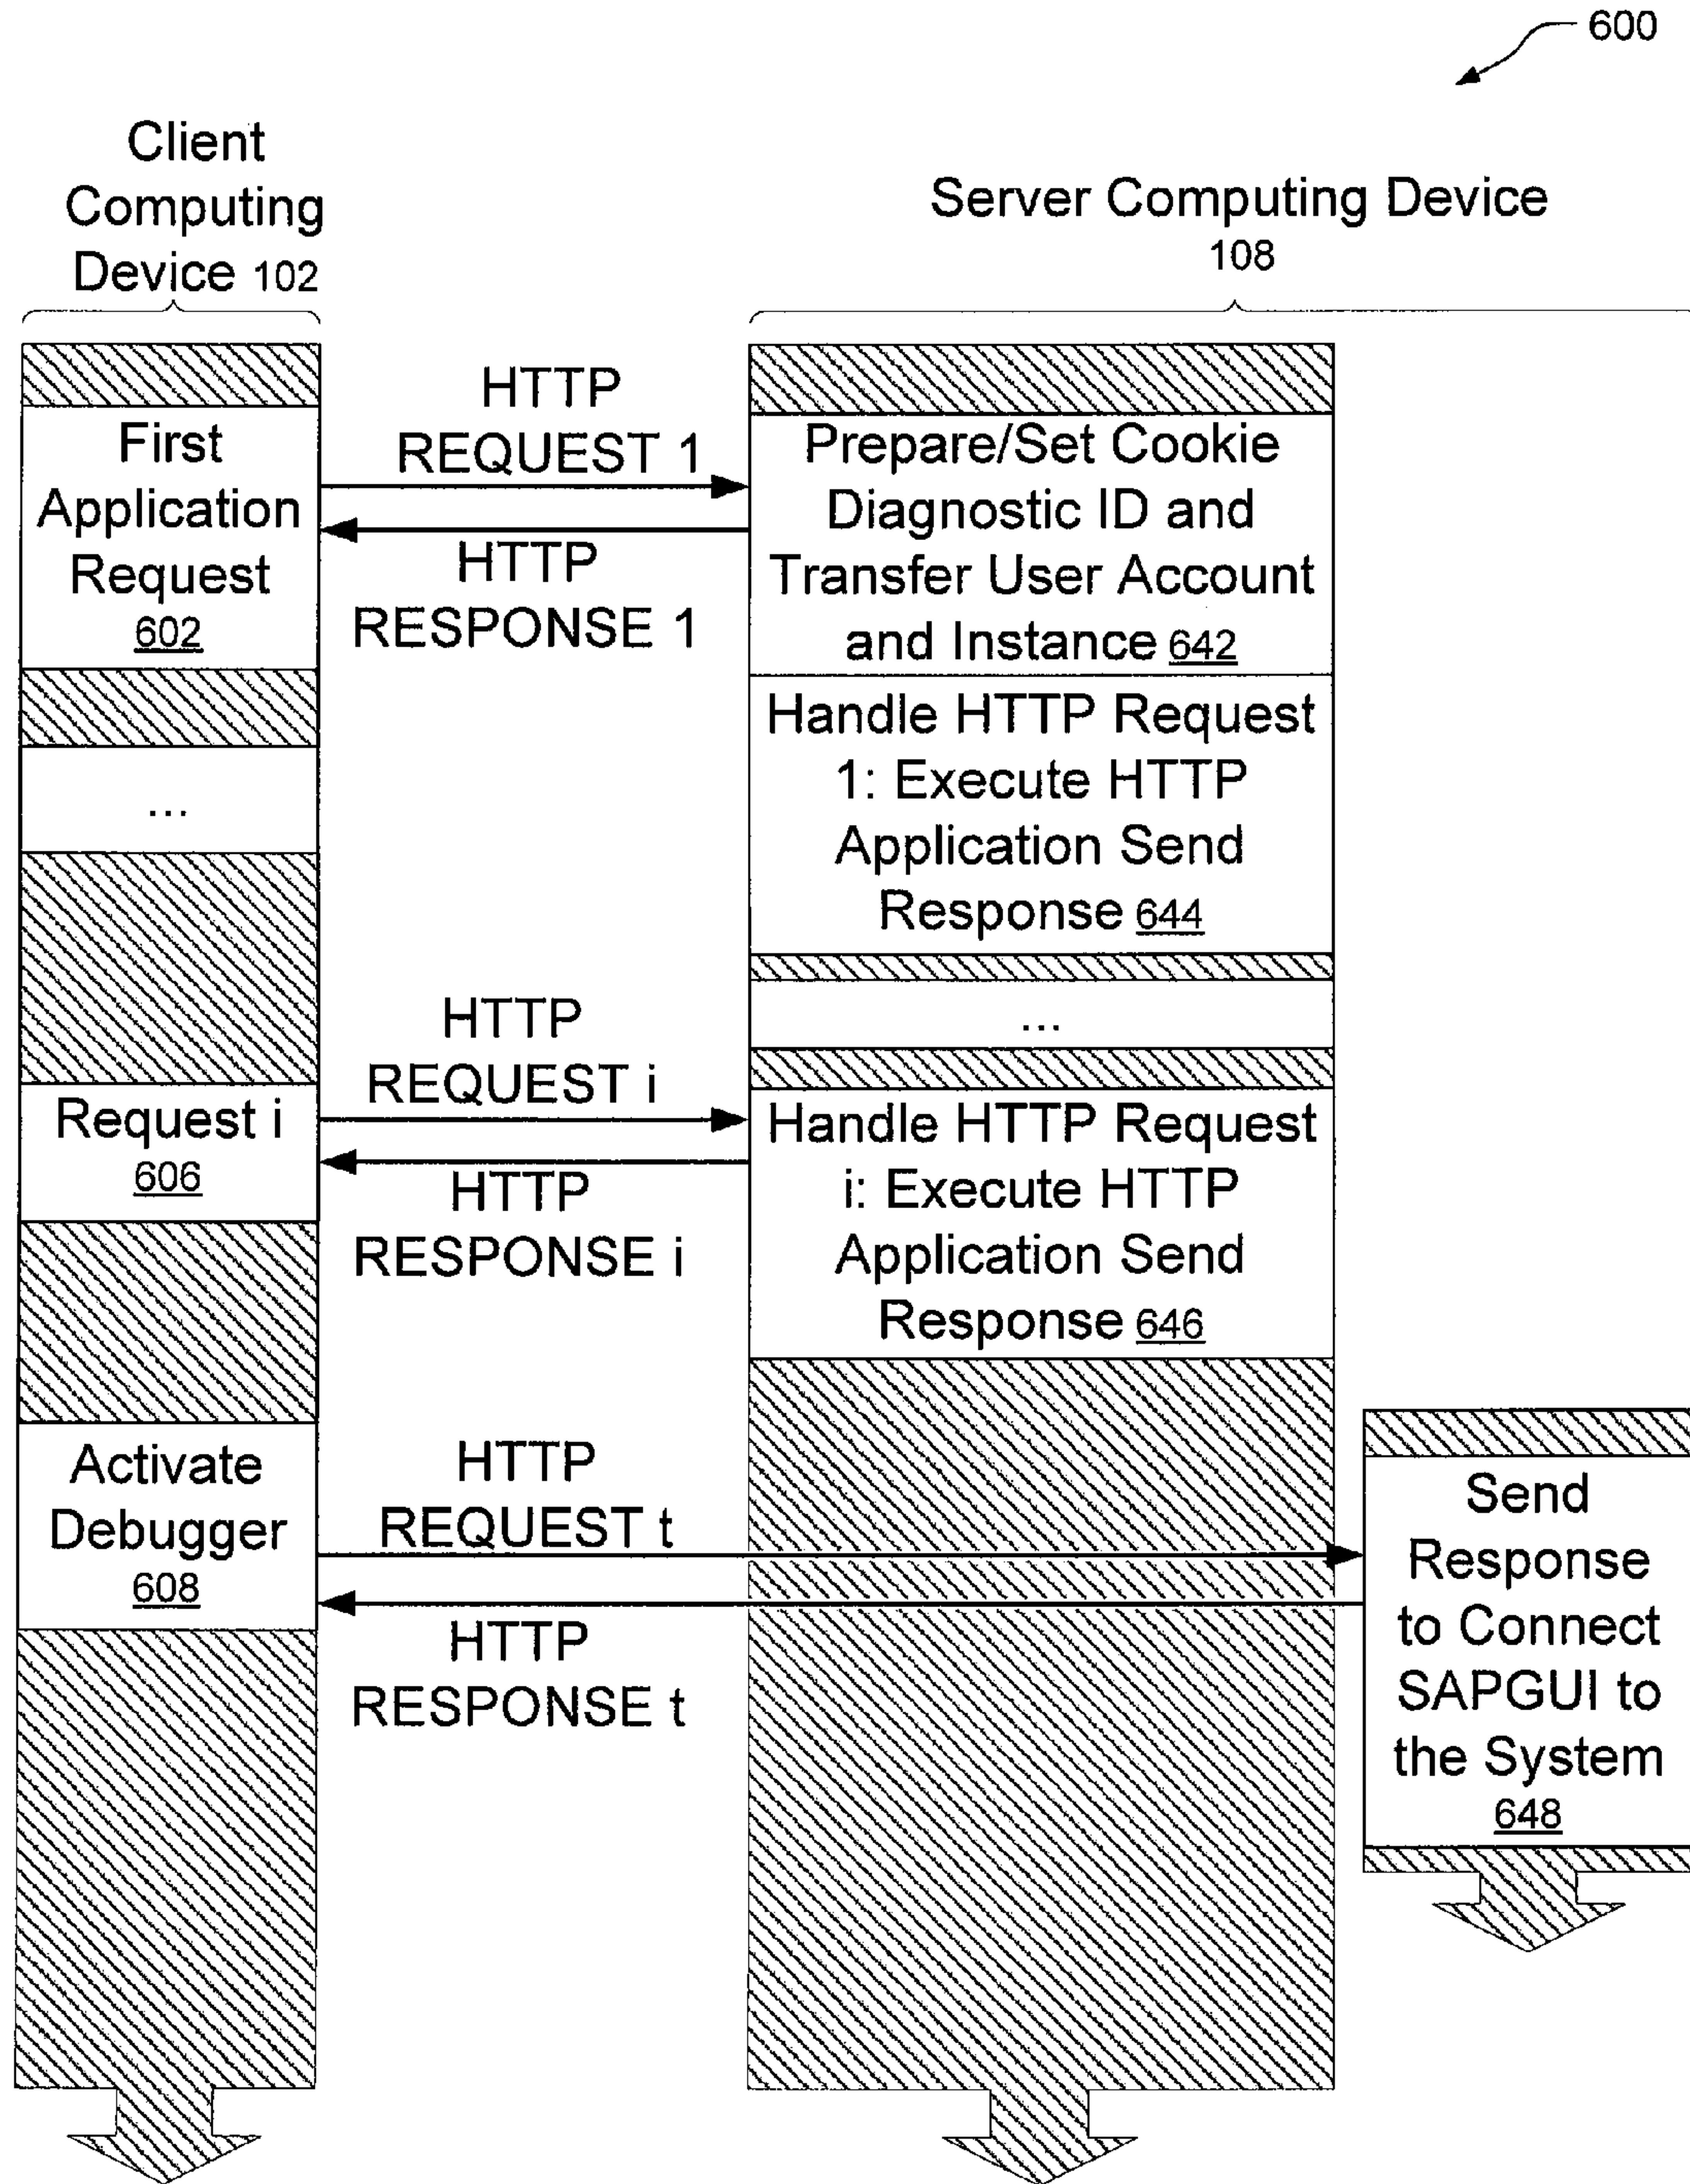 600
Client
Computing
Device 102
Server Computing Device
108
First
Application
Request
602
HTTP
REQUEST 1
HTTP
RESPONSE 1
Prepare/Set Cookie
Diagnostic ID and
Transfer User Account
and Instance 642
Handle HTTP Request
1: Execute HTTP
Application Send
Response 644
...
...
Request i
606
HTTP
REQUEST i
HTTP
RESPONSE i
Handle HTTP Request
i: Execute HTTP
Application Send
Response 646
Activate
Debugger
608
HTTP
REQUEST t
HTTP
RESPONSE t
Send
Response
to Connect
SAPGUI to
the System
648